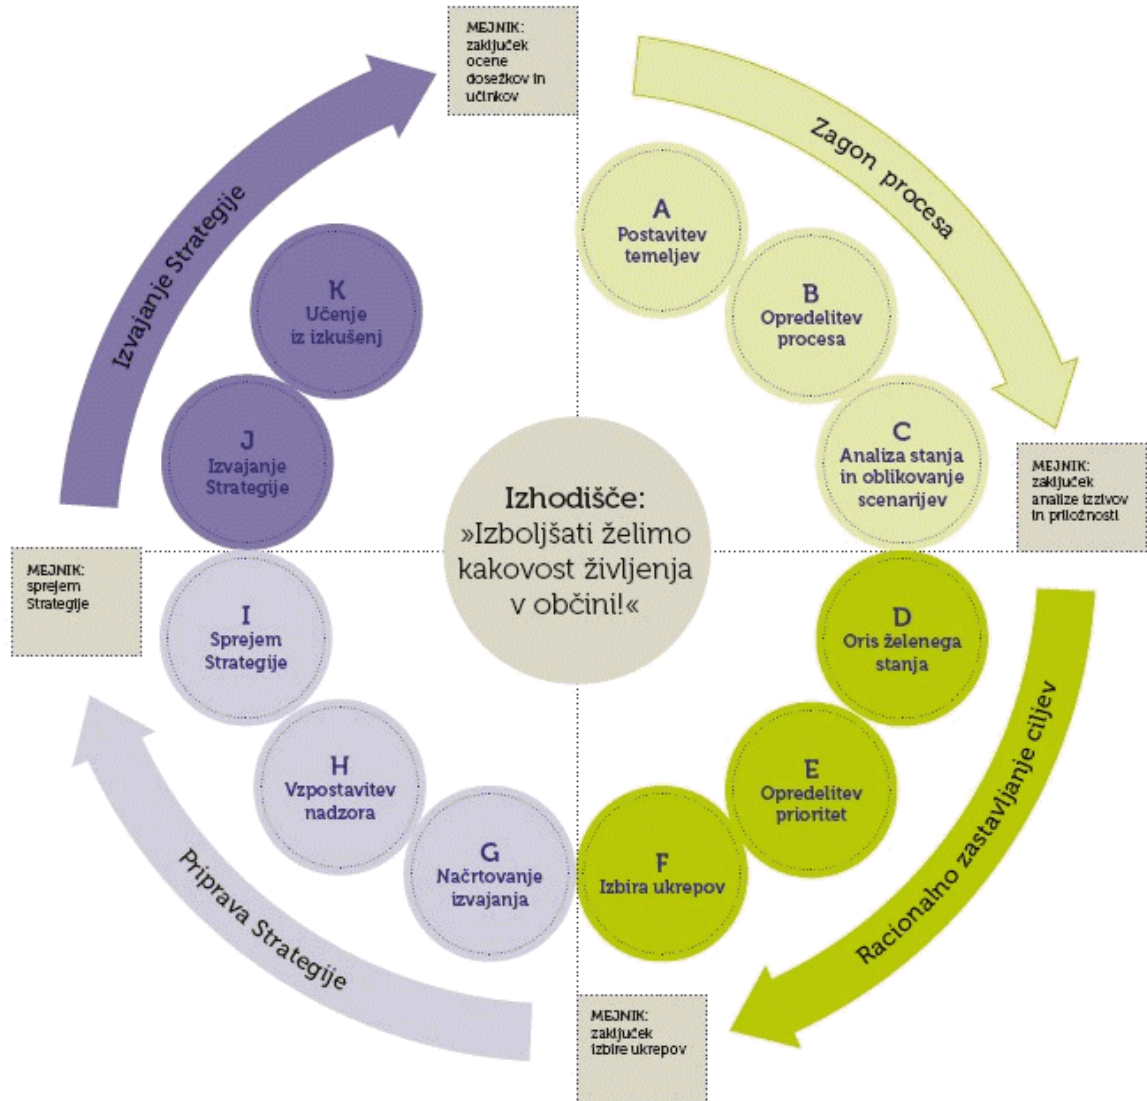 MEJNIK:
zaključek
ocene
dosežkov in
učinkov
Zagon procesa
A
Postavitev
temeljev
B
Opredelitev
procesa
C
Analiza stanja
in oblikovanje
scenarijev
MEJNIK:
zaključek
analize izzivov
in priložnosti
Izhodišče:
»Izboljšati želimo
kakovost življenja
v občini!«
D
Oris želenega
stanja
E
Opredelitev
prioritet
F
Izbira ukrepov
Racionalno zastavljanje ciljev
MEJNIK:
zaključek
izbire ukrepov
G
Načrtovanje
izvajanja
H
Vzpostavitev
nadzora
I
Sprejem
Strategije
Priprava Strategije
MEJNIK:
sprejem
Strategije
J
Izvajanje
Strategije
K
Učenje
iz izkušenj
Izvajanje Strategije